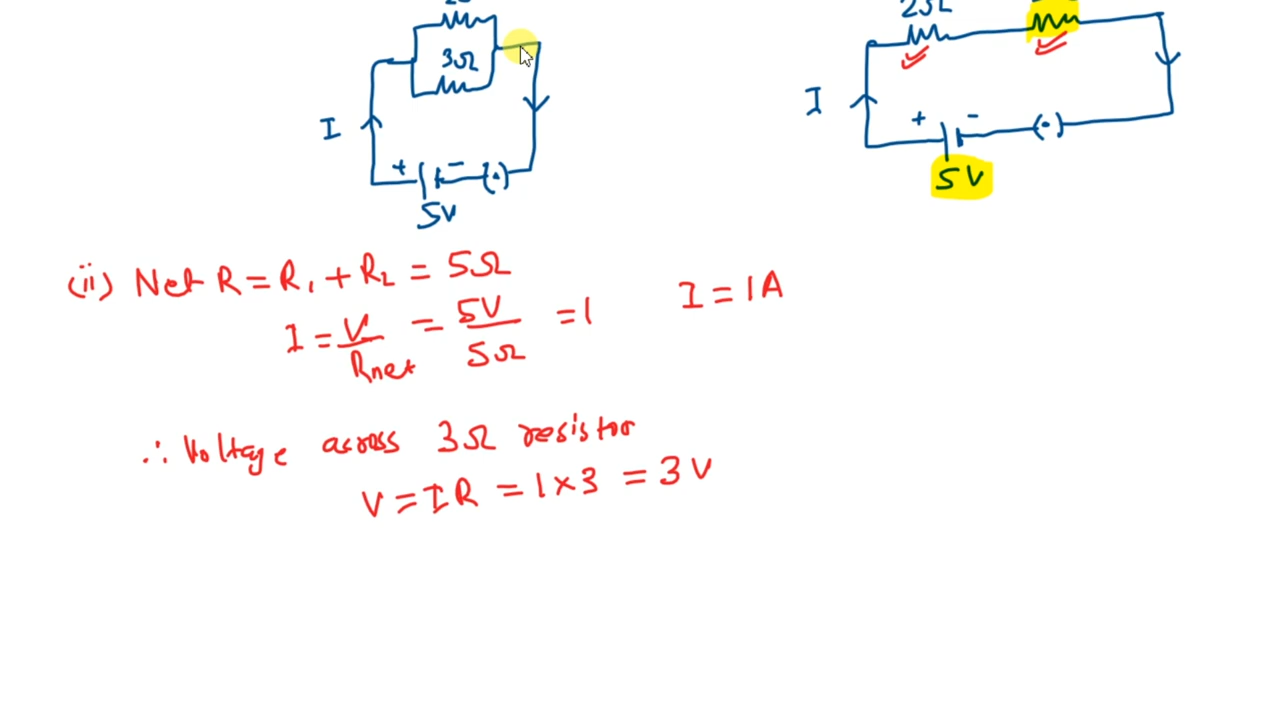 3Ω
I
+ -
5V
2Ω
I
+ -
5V
(ii) Net R = R₁ + R₂ = 5Ω
I = V/Rnet = 5V/5Ω = 1
I = 1A
∴ Voltage across 3Ω resistor
V = IR = 1×3 = 3V